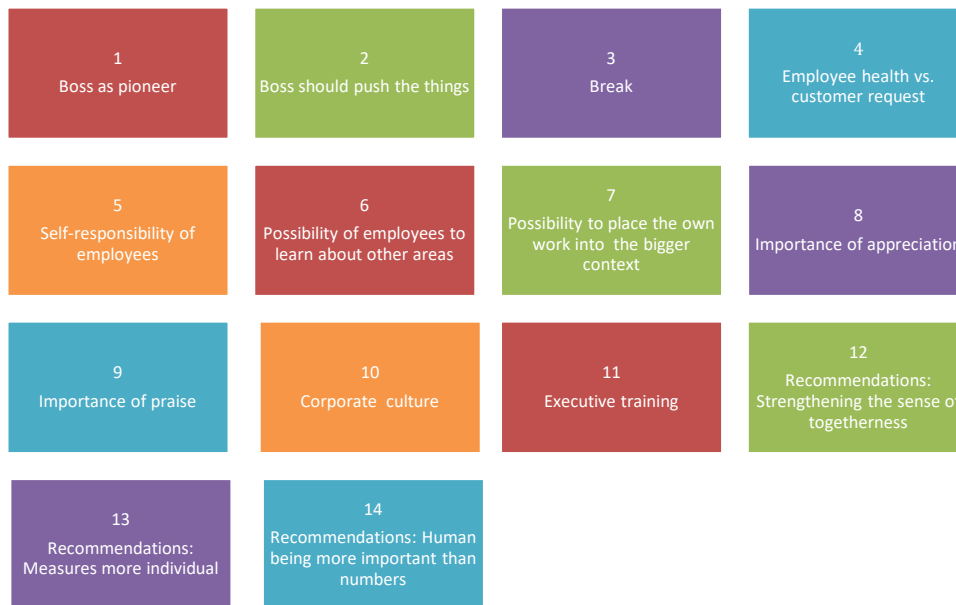 1
Boss as pioneer
2
Boss should push the things
3
Break
4
Employee health vs.
customer request
5
Self-responsibility of
employees
6
Possibility of employees to
learn about other areas
7
Possibility to place the own
work into the bigger
context
8
Importance of appreciation
9
Importance of praise
10
Corporate culture
11
Executive training
12
Recommendations:
Strengthening the sense of
togetherness
13
Recommendations:
Measures more individual
14
Recommendations: Human
being more important than
numbers